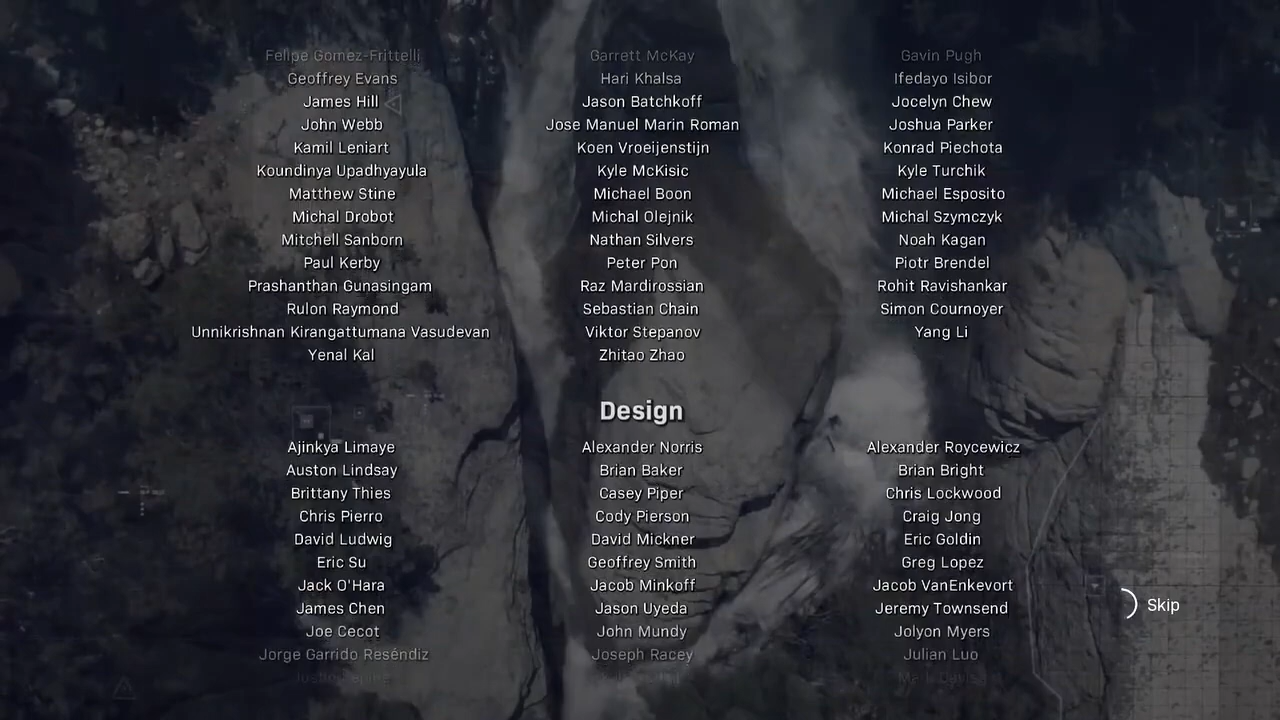 Felipe Gomez-Frittelli Garrett McKay Gavin Pugh
Geoffrey Evans Hari Khalsa Ifedayo Isibor
James Hill Jason Batchkoff Jocelyn Chew
John Webb Jose Manuel Marin Roman Joshua Parker
Kamil Leniart Koen Vroeijenstijn Konrad Piechota
Koundinya Upadhyayula Kyle McKisic Kyle Turchik
Matthew Stine Michael Boon Michael Esposito
Michal Drobot Michal Olejnik Michal Szymczyk
Mitchell Sanborn Nathan Silvers Noah Kagan
Paul Kerby Peter Pon Piotr Brendel
Prashanthan Gunasingam Raz Mardirossian Rohit Ravishankar
Rulon Raymond Sebastian Chain Simon Cournoyer
Unnikrishnan Kirangattumana Vasudevan Viktor Stepanov Yang Li
Yenal Kal Zhitao Zhao
Design
Ajinkya Limaye Alexander Norris Alexander Roycewicz
Auston Lindsay Brian Baker Brian Bright
Brittany Thies Casey Piper Chris Lockwood
Chris Pierro Cody Pierson Craig Jong
David Ludwig David Mickner Eric Goldin
Eric Su Geoffrey Smith Greg Lopez
Jack O'Hara Jacob Minkoff Jacob VanEnkevort
James Chen Jason Uyeda Jeremy Townsend
Skip
Joe Cecot John Mundy Jolyon Myers
Jorge Garrido Reséndiz Joseph Racey Julian Luo